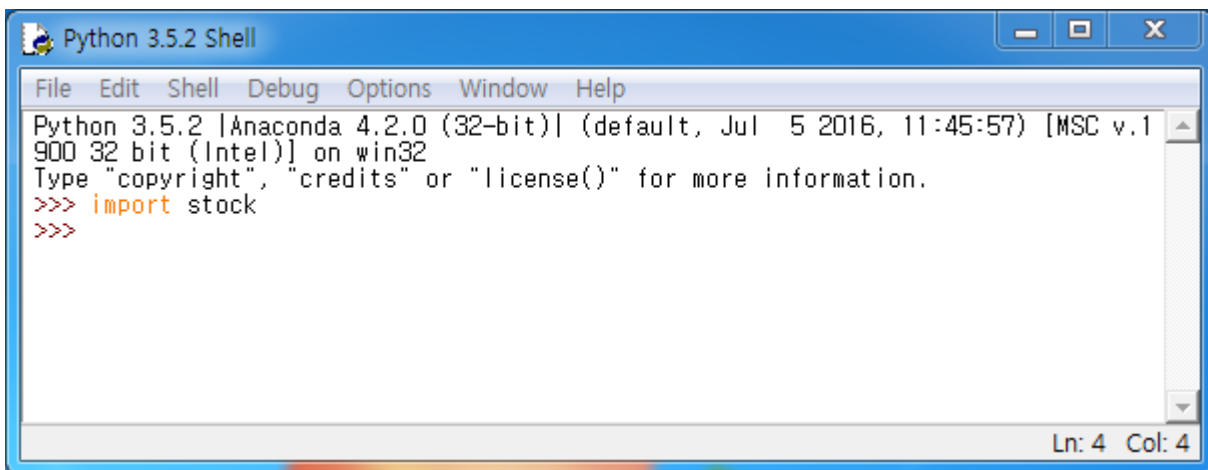 Python 3.5.2 Shell
File Edit Shell Debug Options Window Help
Python 3.5.2 |Anaconda 4.2.0 (32-bit)| (default, Jul  5 2016, 11:45:57) [MSC v.1
900 32 bit (Intel)] on win32
Type "copyright", "credits" or "license()" for more information.
>>> import stock
>>>
Ln: 4 Col: 4